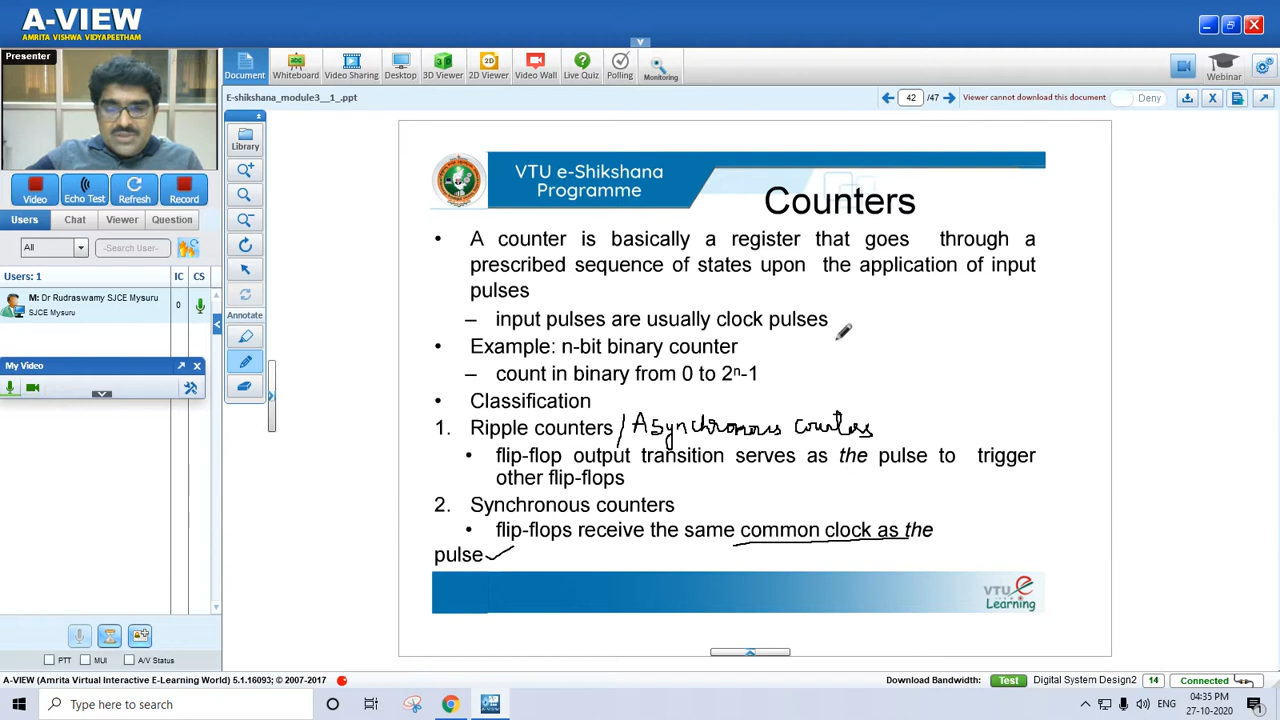 A-VIEW
AMRITA VISHWA VIDYAPEETHAM
Presenter
Document
Whiteboard
Video Sharing
Desktop
3D Viewer
2D Viewer
Video Wall
Live Quiz
Polling
Monitoring
Webinar
E-shikshana_module3__1_.ppt
42 /47
Viewer cannot download this document
Deny
Video
Echo Test
Refresh
Record
Users
Chat
Viewer
Question
All
-Search User-
Users: 1
IC
CS
M: Dr Rudraswamy SJCE Mysuru
SJCE Mysuru
0
My Video
Library
Annotate
VTU e-Shikshana
Programme
Counters
• A counter is basically a register that goes through a
prescribed sequence of states upon the application of input
pulses
– input pulses are usually clock pulses
• Example: n-bit binary counter
– count in binary from 0 to 2ⁿ-1
• Classification
1. Ripple counters / Asynchronous counters
• flip-flop output transition serves as the pulse to trigger
other flip-flops
2. Synchronous counters
• flip-flops receive the same common clock as the
pulse
VTU e
Learning
PTT
MUI
A/V Status
A-VIEW (Amrita Virtual Interactive E-Learning World) 5.1.16093; © 2007-2017
Download Bandwidth:
Test
Digital System Design2
14
Connected
Type here to search
ENG
04:35 PM
27-10-2020
1